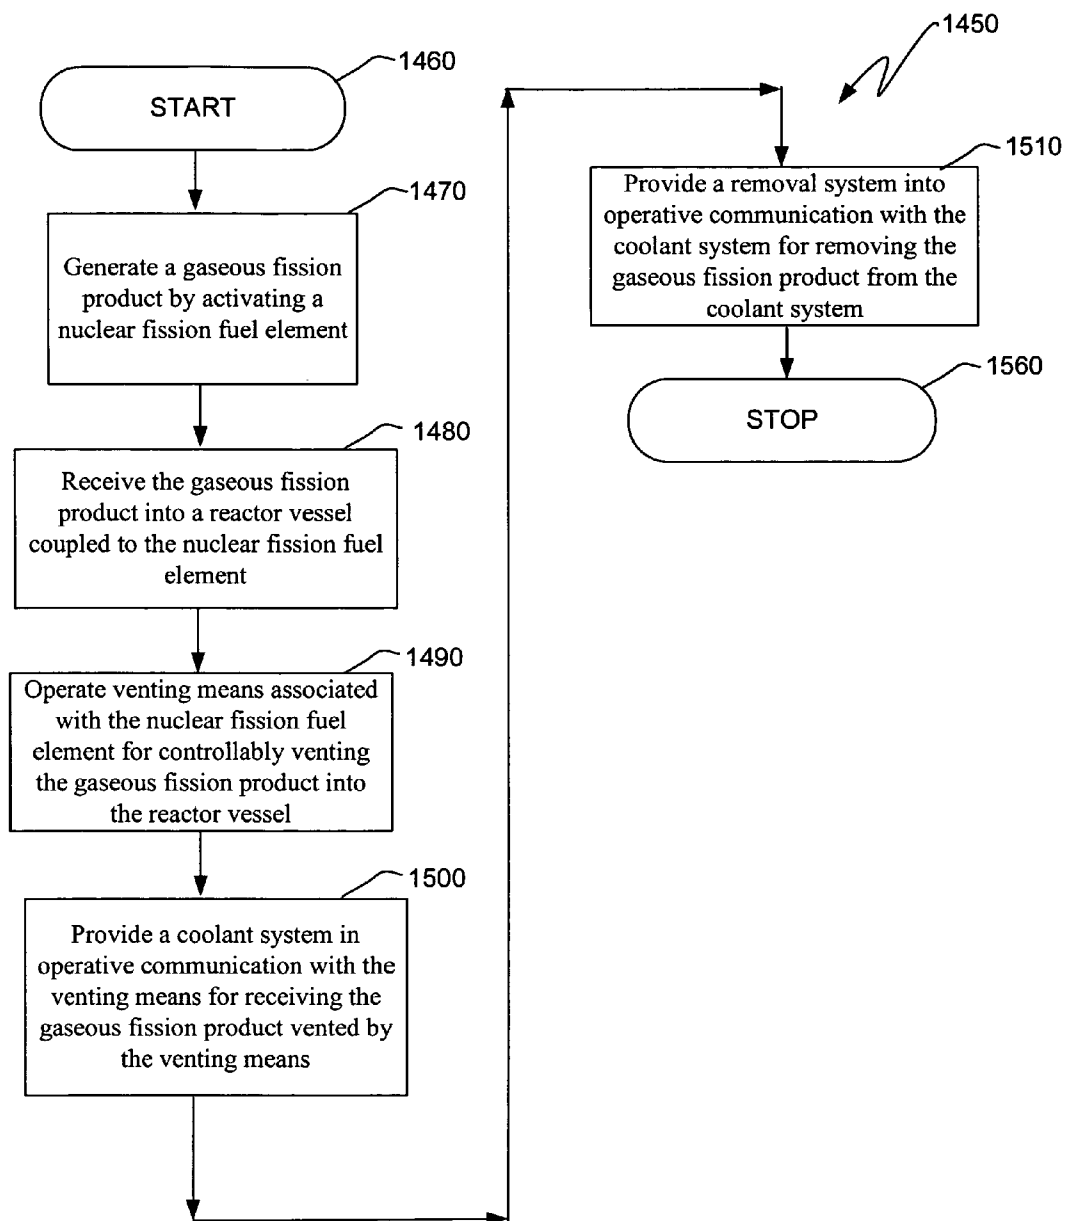 1460
START
1470
Generate a gaseous fission
product by activating a
nuclear fission fuel element
1480
Receive the gaseous fission
product into a reactor vessel
coupled to the nuclear fission fuel
element
1490
Operate venting means associated
with the nuclear fission fuel
element for controllably venting
the gaseous fission product into
the reactor vessel
1500
Provide a coolant system in
operative communication with the
venting means for receiving the
gaseous fission product vented by
the venting means
1450
1510
Provide a removal system into
operative communication with the
coolant system for removing the
gaseous fission product from the
coolant system
1560
STOP